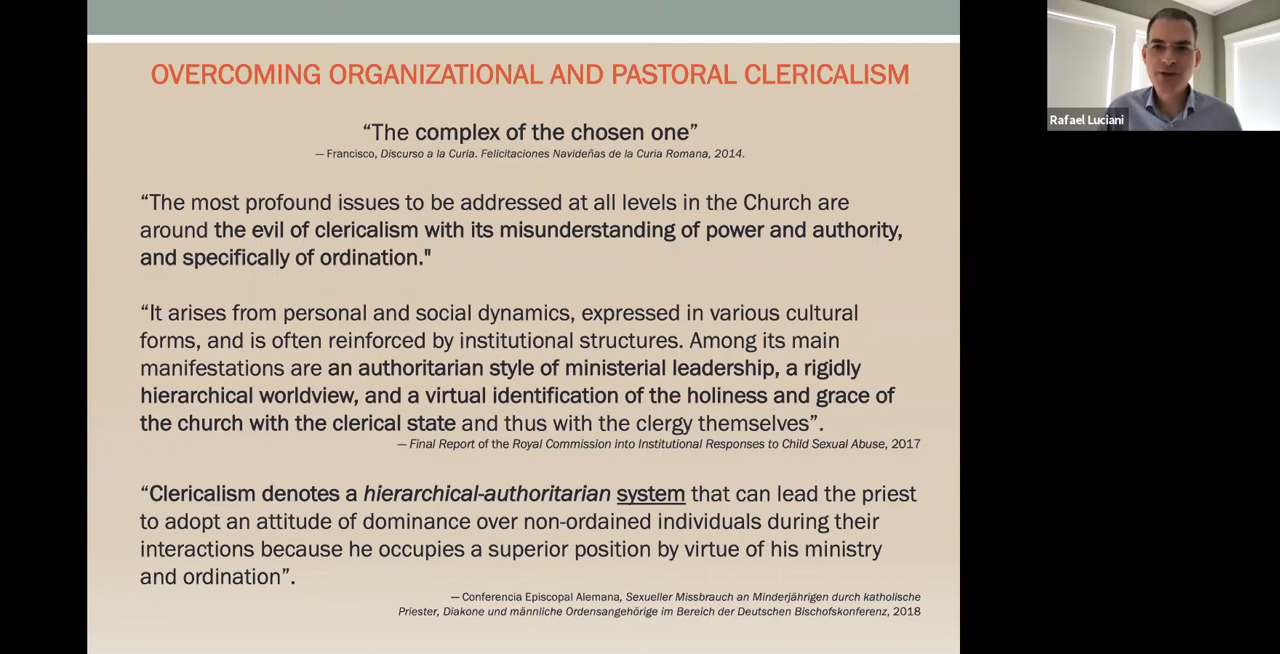 OVERCOMING ORGANIZATIONAL AND PASTORAL CLERICALISM
“The complex of the chosen one”
— Francisco, Discurso a la Curia. Felicitaciones Navideñas de la Curia Romana, 2014.
“The most profound issues to be addressed at all levels in the Church are
around the evil of clericalism with its misunderstanding of power and authority,
and specifically of ordination."
“It arises from personal and social dynamics, expressed in various cultural
forms, and is often reinforced by institutional structures. Among its main
manifestations are an authoritarian style of ministerial leadership, a rigidly
hierarchical worldview, and a virtual identification of the holiness and grace of
the church with the clerical state and thus with the clergy themselves”.
— Final Report of the Royal Commission into Institutional Responses to Child Sexual Abuse, 2017
“Clericalism denotes a hierarchical-authoritarian system that can lead the priest
to adopt an attitude of dominance over non-ordained individuals during their
interactions because he occupies a superior position by virtue of his ministry
and ordination”.
— Conferencia Episcopal Alemana, Sexueller Missbrauch an Minderjährigen durch katholische
Priester, Diakone und männliche Ordensangehörige im Bereich der Deutschen Bischofskonferenz, 2018
Rafael Luciani